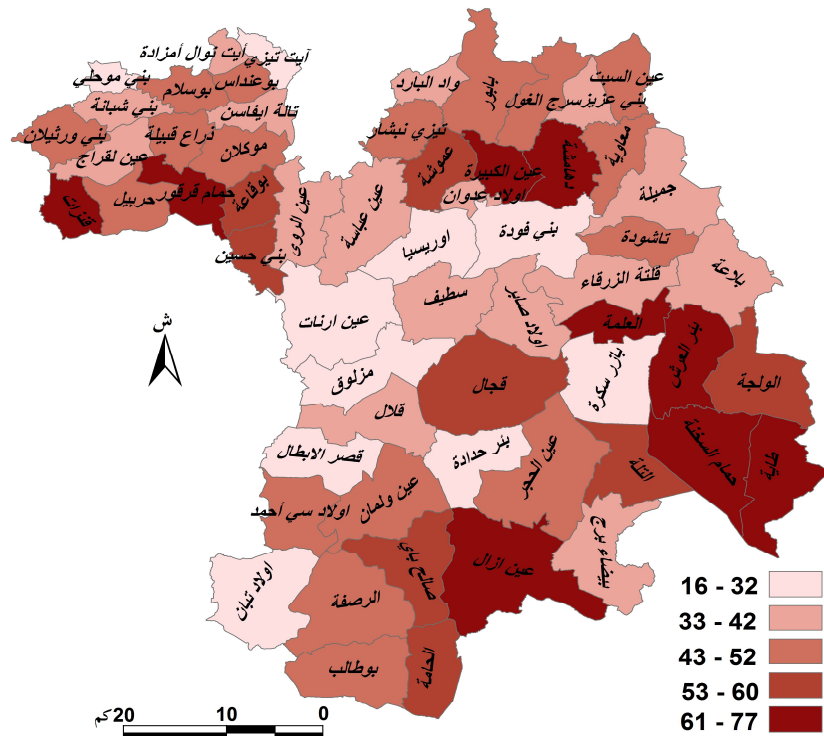 آيت تيزي
أيت نوال أمزادة
بني موحلي
بوعنداس
بوسلام
تالة ايفاسن
بني شبانة
ذراع قبيلة
بني ورثيلان
موكلان
عين لقراج
حمام قرقور
بوقاعة
حربيل
قنزات
بني حسين
عين السبت
بابور
واد البارد
سرج الغول
بني عزيز
تيزي نبشار
معاوية
عموشة
عين الكبيرة
دهامشة
اولاد عدوان
جميلة
عين عباسة
عين الروى
اوريسيا
بني فودة
تاشودة
بلاعة
قلتة الزرقاء
سطيف
اولاد صابر
عين ارنات
العلمة
بئر العرش
الولجة
بازر سكرة
قجال
مزلوق
قلال
قصر الابطال
بئر حدادة
عين الحجر
التلة
حمام السخنة
طاية
عين ولمان
اولاد سي أحمد
بيضاء برج
عين ازال
صالح باي
الرصفة
اولاد تبان
بوطالب
الحامة
ش
16 - 32
33 - 42
43 - 52
53 - 60
61 - 77
20 10 0
كم